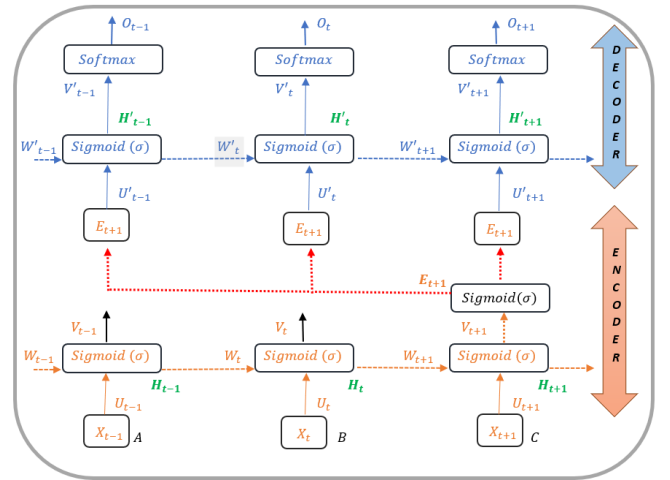 O_{t-1} O_t O_{t+1}
Softmax Softmax Softmax
V'_{t-1} V'_t V'_{t+1}
H'_{t-1} H'_t H'_{t+1}
W'_{t-1} Sigmoid (σ) W'_t Sigmoid (σ) W'_{t+1} Sigmoid (σ)
U'_{t-1} U'_t U'_{t+1}
E_{t+1} E_{t+1} E_{t+1}
E_{t+1}
Sigmoid(σ)
V_{t-1} V_t V_{t+1}
W_{t-1} Sigmoid (σ) W_t Sigmoid (σ) W_{t+1} Sigmoid (σ)
H_{t-1} H_t H_{t+1}
U_{t-1} U_t U_{t+1}
X_{t-1} A X_t B X_{t+1} C
DECODER
ENCODER